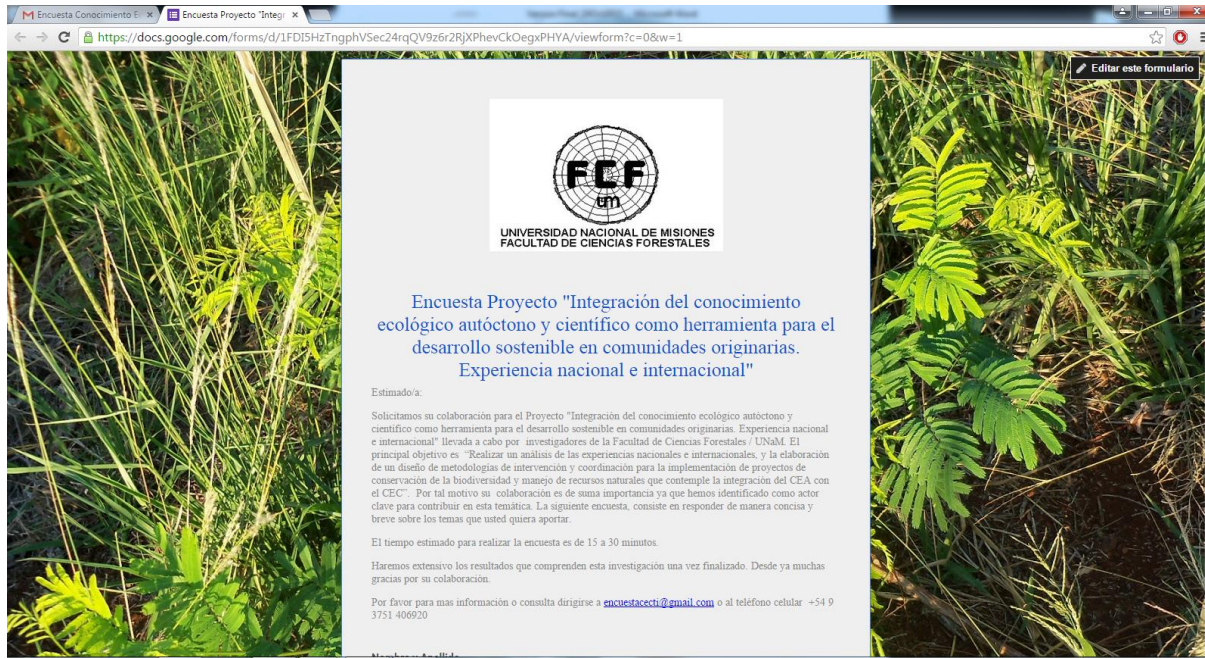 Encuesta Conocimiento E
Encuesta Proyecto "Integr
https://docs.google.com/forms/d/1FDI5HzTngphVSec24rqQV9z6r2RjXPhevCkOegxPHYA/viewform?c=0&w=1
Editar este formulario
FCF
um
UNIVERSIDAD NACIONAL DE MISIONES
FACULTAD DE CIENCIAS FORESTALES
Encuesta Proyecto "Integración del conocimiento
ecológico autóctono y científico como herramienta para el
desarrollo sostenible en comunidades originarias.
Experiencia nacional e internacional"
Estimado/a:
Solicitamos su colaboración para el Proyecto "Integración del conocimiento ecológico autóctono y
científico como herramienta para el desarrollo sostenible en comunidades originarias. Experiencia nacional
e internacional" llevada a cabo por investigadores de la Facultad de Ciencias Forestales / UNaM. El
principal objetivo es “Realizar un análisis de las experiencias nacionales e internacionales, y la elaboración
de un diseño de metodologías de intervención y coordinación para la implementación de proyectos de
conservación de la biodiversidad y manejo de recursos naturales que contemple la integración del CEA con
el CEC”. Por tal motivo su colaboración es de suma importancia ya que hemos identificado como actor
clave para contribuir en esta temática. La siguiente encuesta, consiste en responder de manera concisa y
breve sobre los temas que usted quiera aportar.
El tiempo estimado para realizar la encuesta es de 15 a 30 minutos.
Haremos extensivo los resultados que comprenden esta investigación una vez finalizado. Desde ya muchas
gracias por su colaboración.
Por favor para mas información o consulta dirigirse a encuestacecti@gmail.com o al teléfono celular +54 9
3751 406920
Nombre y Apellido